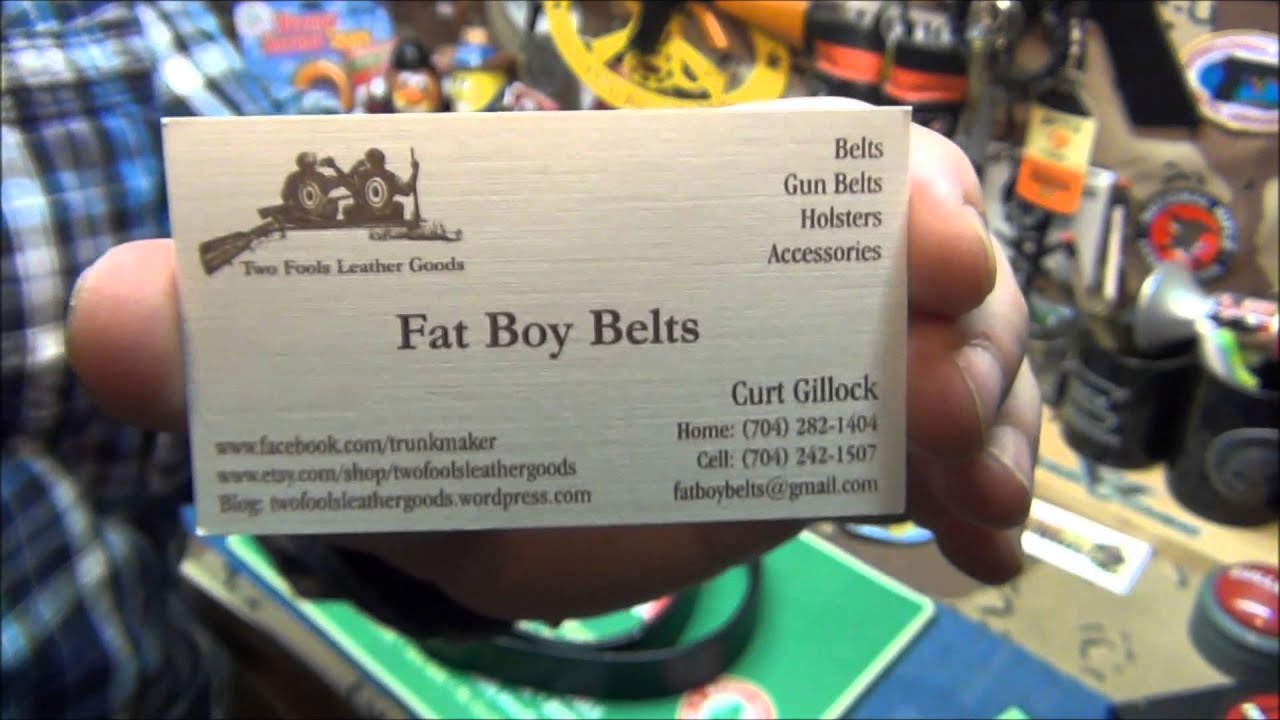 Belts
Gun Belts
Holsters
Accessories
Two Fools Leather Goods
Fat Boy Belts
Curt Gillock
Home: (704) 282-1404
Cell: (704) 242-1507
fatboybelts@gmail.com
www.facebook.com/trunkmaker
www.etsy.com/shop/twofoolsleathergoods
Blog: twofoolsleathergoods.wordpress.com